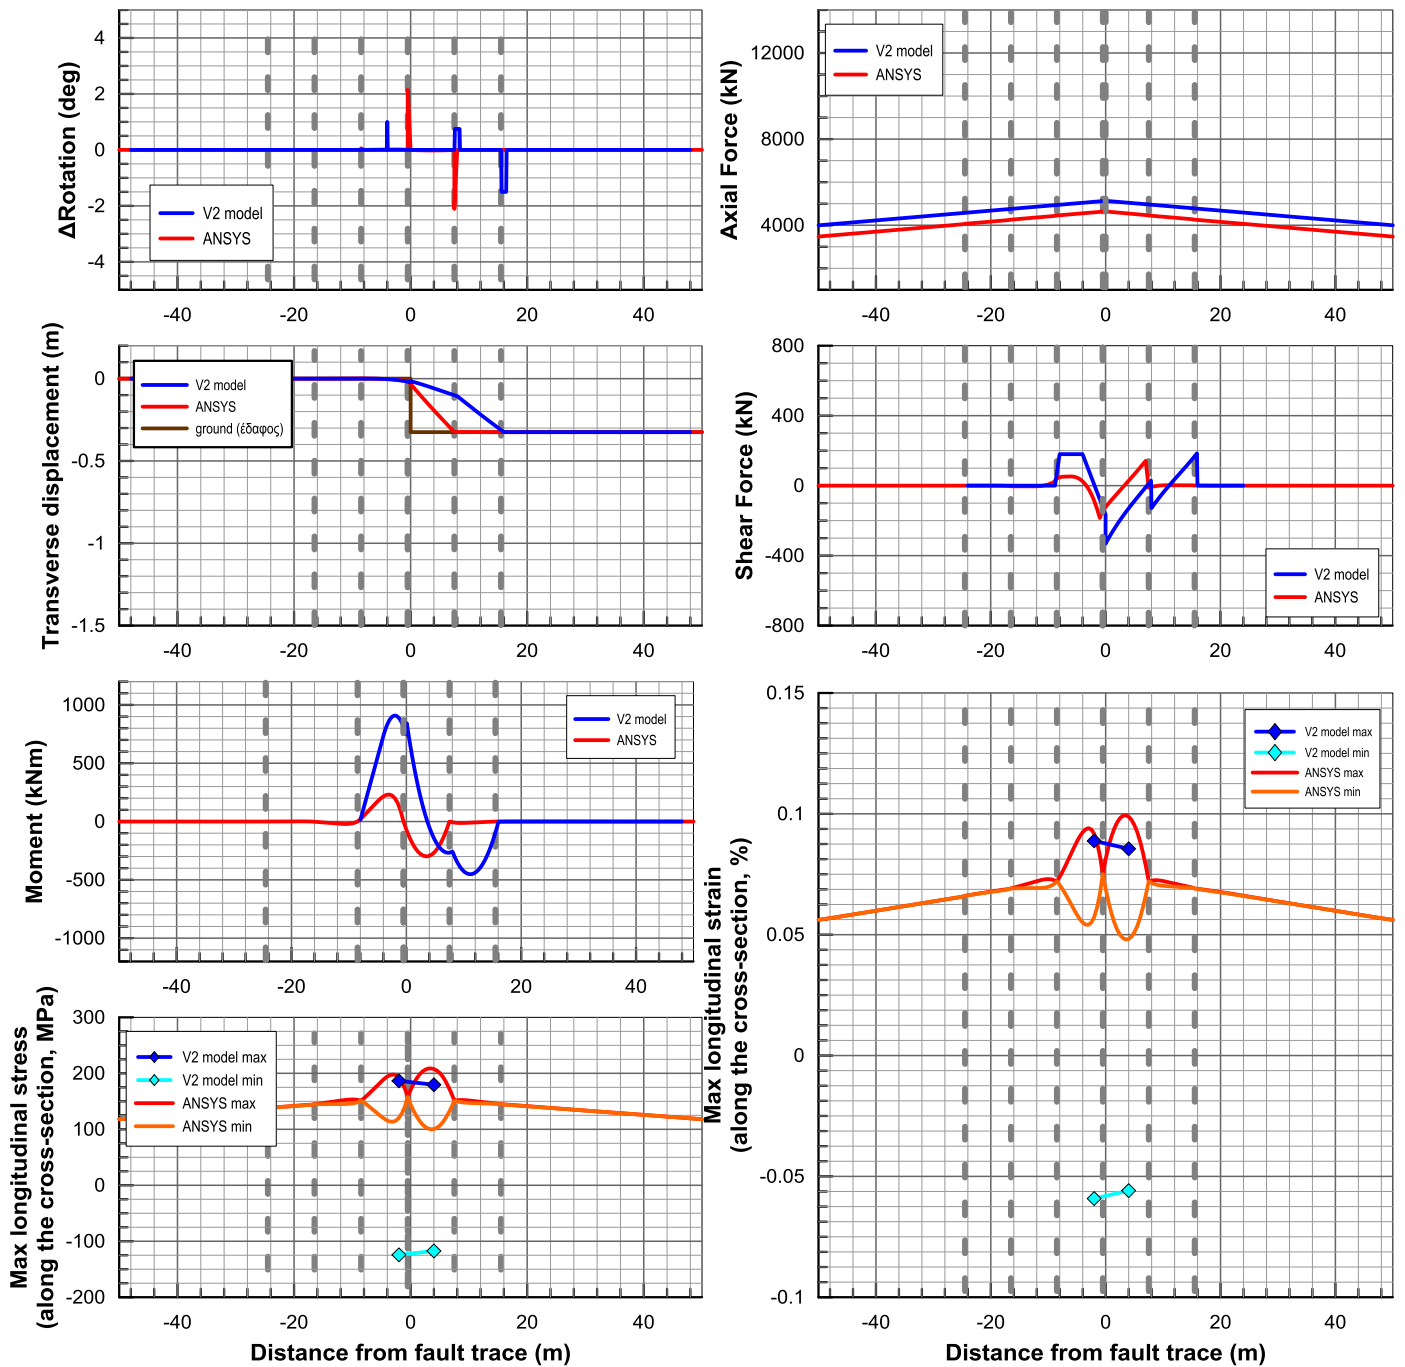 ΔRotation (deg)
4
2
0
-2
-4
V2 model
ANSYS
-40
-20
0
20
40
Axial Force (kN)
12000
8000
4000
V2 model
ANSYS
-40
-20
0
20
40
Transverse displacement (m)
0
-0.5
-1
-1.5
V2 model
ANSYS
ground (έδαφος)
-40
-20
0
20
40
Shear Force (kN)
800
400
0
-400
-800
V2 model
ANSYS
-40
-20
0
20
40
Moment (kNm)
1000
500
0
-500
-1000
V2 model
ANSYS
-40
-20
0
20
40
Max longitudinal stress
(along the cross-section, MPa)
300
200
100
0
-100
-200
V2 model max
V2 model min
ANSYS max
ANSYS min
-40
-20
0
20
40
Distance from fault trace (m)
Max longitudinal strain
(along the cross-section, %)
0.15
0.1
0.05
0
-0.05
-0.1
V2 model max
V2 model min
ANSYS max
ANSYS min
-40
-20
0
20
40
Distance from fault trace (m)